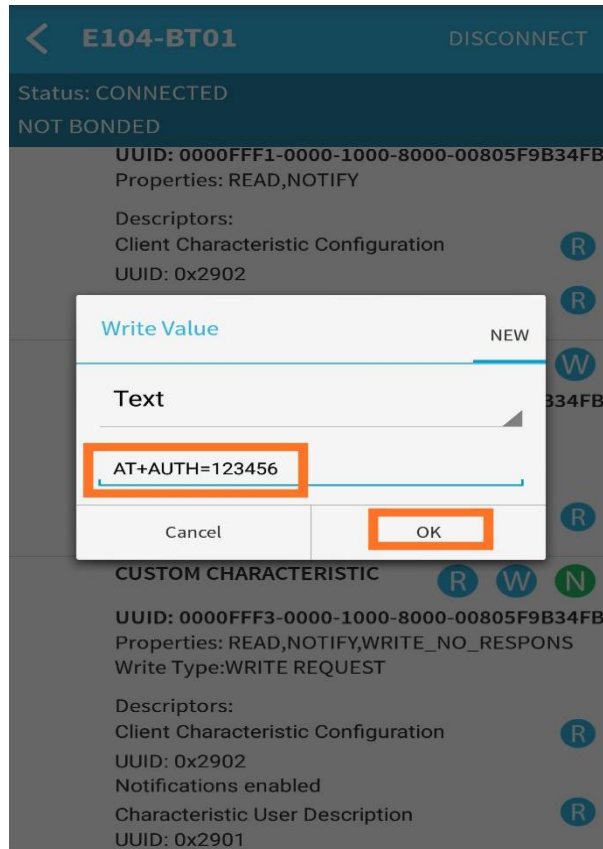 E104-BT01
DISCONNECT
Status: CONNECTED
NOT BONDED
UUID: 0000FFF1-0000-1000-8000-00805F9B34FB
Properties: READ,NOTIFY
Descriptors:
Client Characteristic Configuration
R
UUID: 0x2902
R
Write Value
NEW
W
Text
334FB
AT+AUTH=123456
Cancel
OK
R
CUSTOM CHARACTERISTIC
R W N
UUID: 0000FFF3-0000-1000-8000-00805F9B34FB
Properties: READ,NOTIFY,WRITE_NO_RESPONS
Write Type:WRITE REQUEST
Descriptors:
Client Characteristic Configuration
R
UUID: 0x2902
Notifications enabled
Characteristic User Description
R
UUID: 0x2901